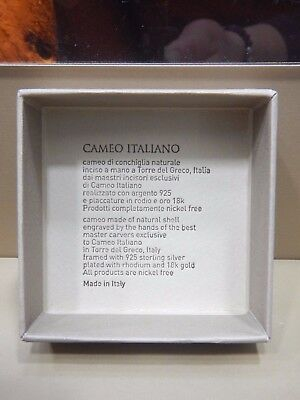 CAMEO ITALIANO
cameo di conchiglia naturale
inciso a mano a Torre del Greco, Italia
dai maestri incisori esclusivi
di Cameo Italiano
realizzato con argento 925
e placcature in rodio e oro 18k
Prodotti completamente nickel free
cameo made of natural shell
engraved by the hands of the best
master carvers exclusive
to Cameo Italiano
in Torre del Greco, Italy
framed with 925 sterling silver
plated with rhodium and 18k gold
All products are nickel free
Made in Italy